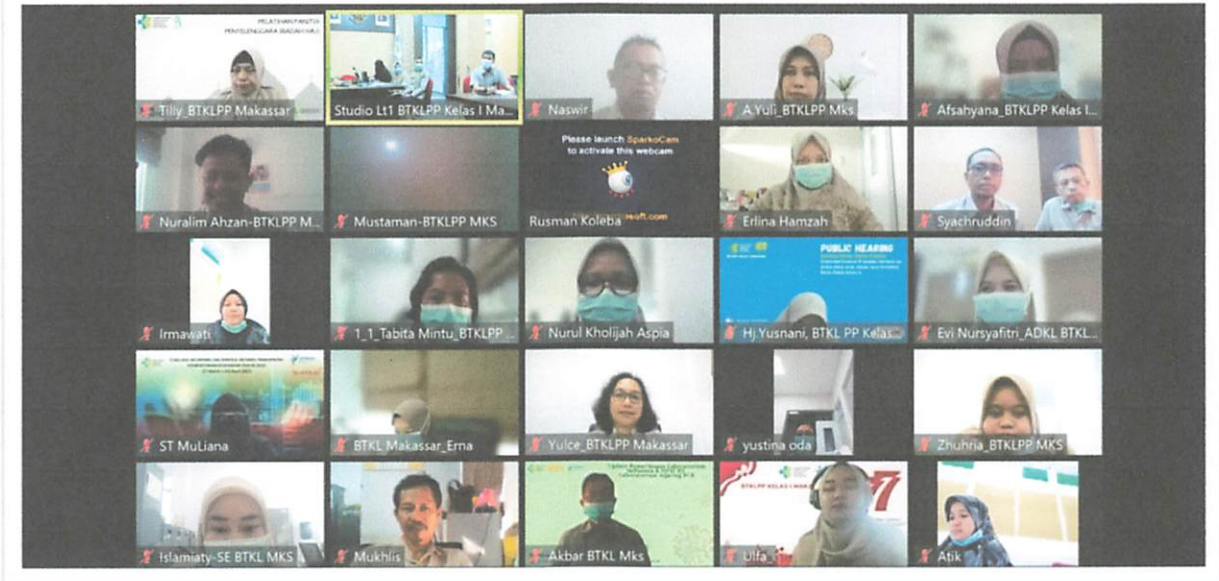 PELATIHAN PANITIA
PENYELENGGARA IBADAH HAJI
Tilly_BTKLPP Makassar
Studio Lt1 BTKLPP Kelas I Ma...
Naswir
A.Yuli_BTKLPP Mks
Afsahyana_BTKLPP Kelas I...
Nuralim Ahzan-BTKLPP M...
Mustaman-BTKLPP MKS
Please launch SparkoCam
to activate this webcam
Rusman Koleba
Erlina Hamzah
Syachruddin
Irmawati
1_1_Tabita Mintu_BTKLPP ...
Nurul Kholijah Aspia
PUBLIC HEARING
Hj.Yusnani, BTKL PP Kelas...
Evi Nursyafitri_ADKL BTKL...
ST MuLiana
BTKL Makassar_Erna
Yulce_BTKLPP Makassar
yustina oda
Zhuhria_BTKLPP MKS
Islamiaty-SE BTKL MKS
Mukhlis
Akbar BTKL Mks
BTKLPP KELAS I
77
Ulfa_
Atik